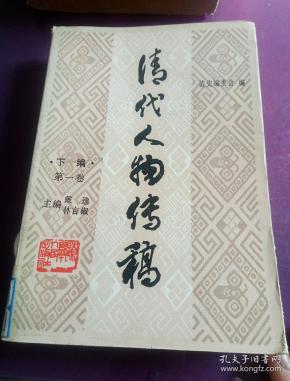 清代人物传稿
清史编委会 编
·下编·
第一卷
主编 戴逸
林言椒
孔夫子旧书网
www.kongfz.com